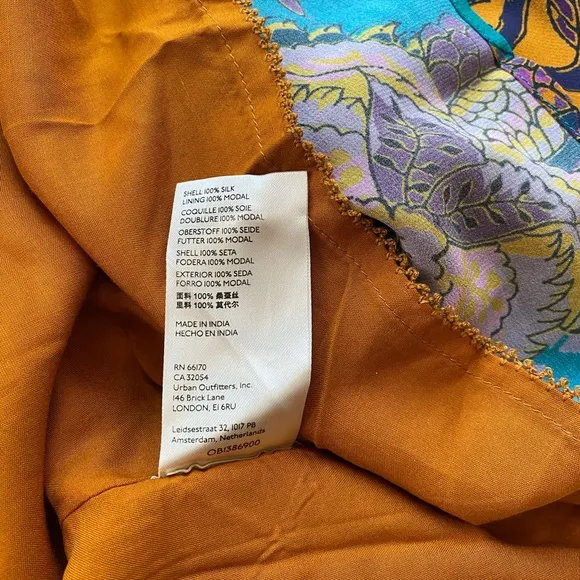 SHELL 100% SILK
LINING 100% MODAL
COQUILLE 100% SOIE
DOUBLURE 100% MODAL
OBERSTOFF 100% SEIDE
FUTTER 100% MODAL
SHELL 100% SETA
FODERA 100% MODAL
EXTERIOR 100% SEDA
FORRO 100% MODAL
面料 100% 桑蚕丝
里料 100% 莫代尔
MADE IN INDIA
HECHO EN INDIA
RN 66170
CA 32054
Urban Outfitters, Inc.
146 Brick Lane
LONDON, E1 6RU
Leidsestraat 32, 1017 PB
Amsterdam, Netherlands
OB1386900